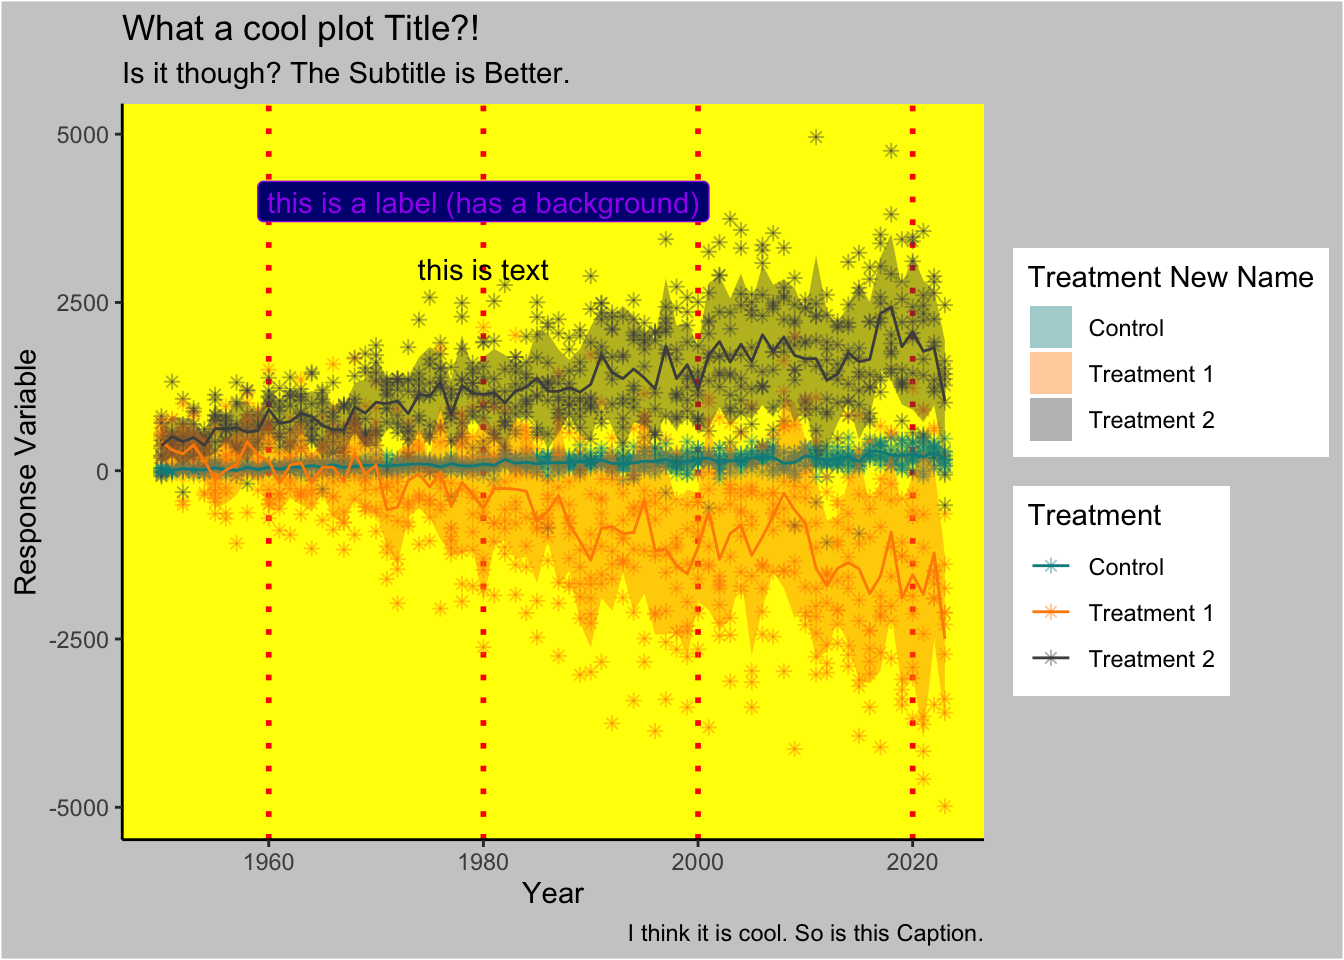 What a cool plot Title?!
Is it though? The Subtitle is Better.
Response Variable
5000
2500
0
-2500
-5000
this is a label (has a background)
this is text
1960
1980
2000
2020
Year
Treatment New Name
Control
Treatment 1
Treatment 2
Treatment
Control
Treatment 1
Treatment 2
I think it is cool. So is this Caption.